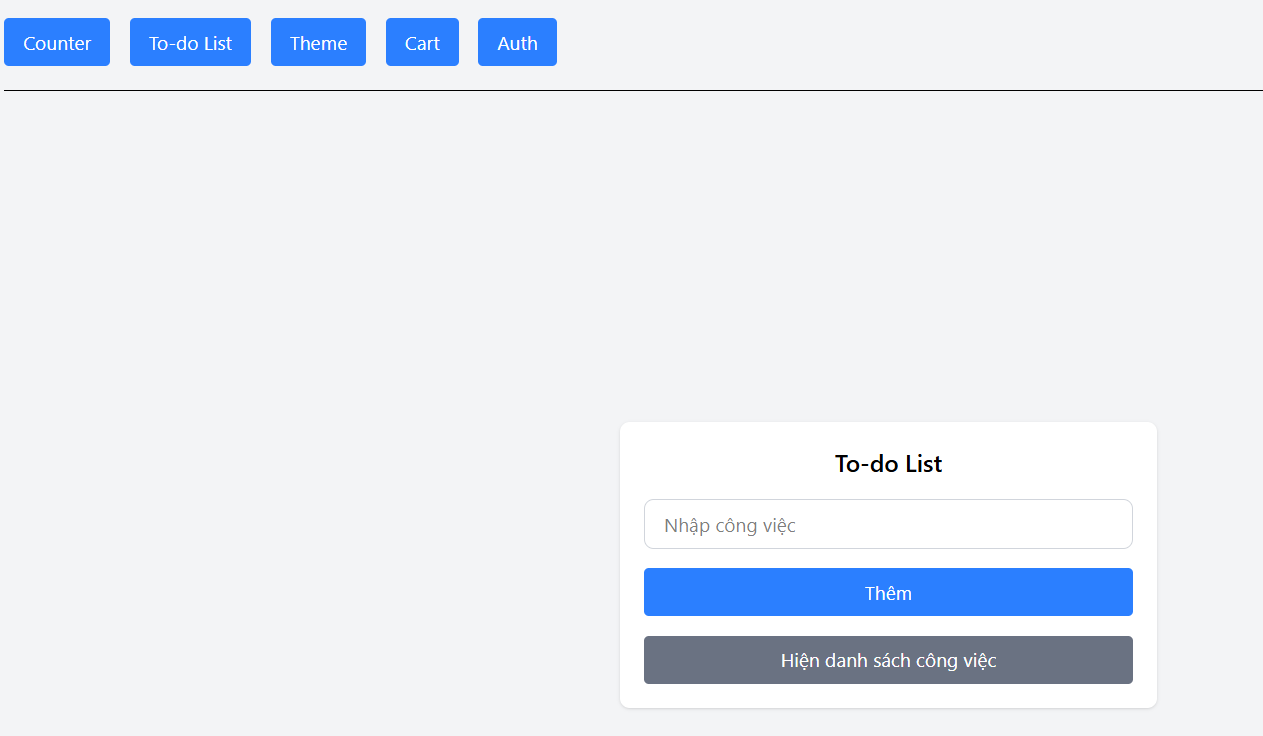 Counter To-do List Theme Cart Auth
To-do List
Nhập công việc
Thêm
Hiện danh sách công việc